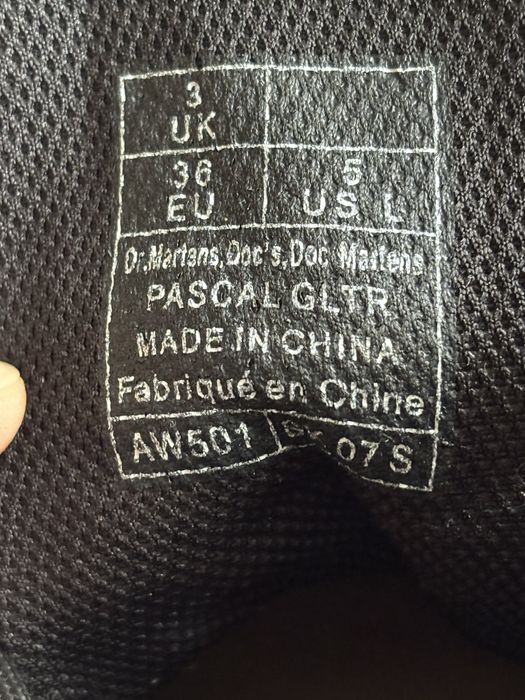 3
UK
36 5
EU US L
Dr.Martens,Doc's,Doc Martens
PASCAL GLTR
MADE IN CHINA
Fabriqué en Chine
AW501 07 S